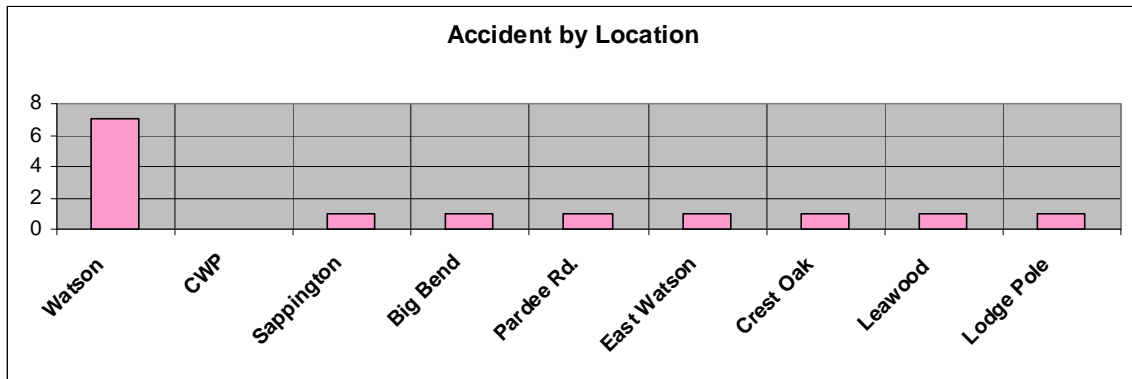 Accident by Location
8
6
4
2
0
Watson
CWP
Sappington
Big Bend
Pardee Rd.
East Watson
Crest Oak
Leawood
Lodge Pole